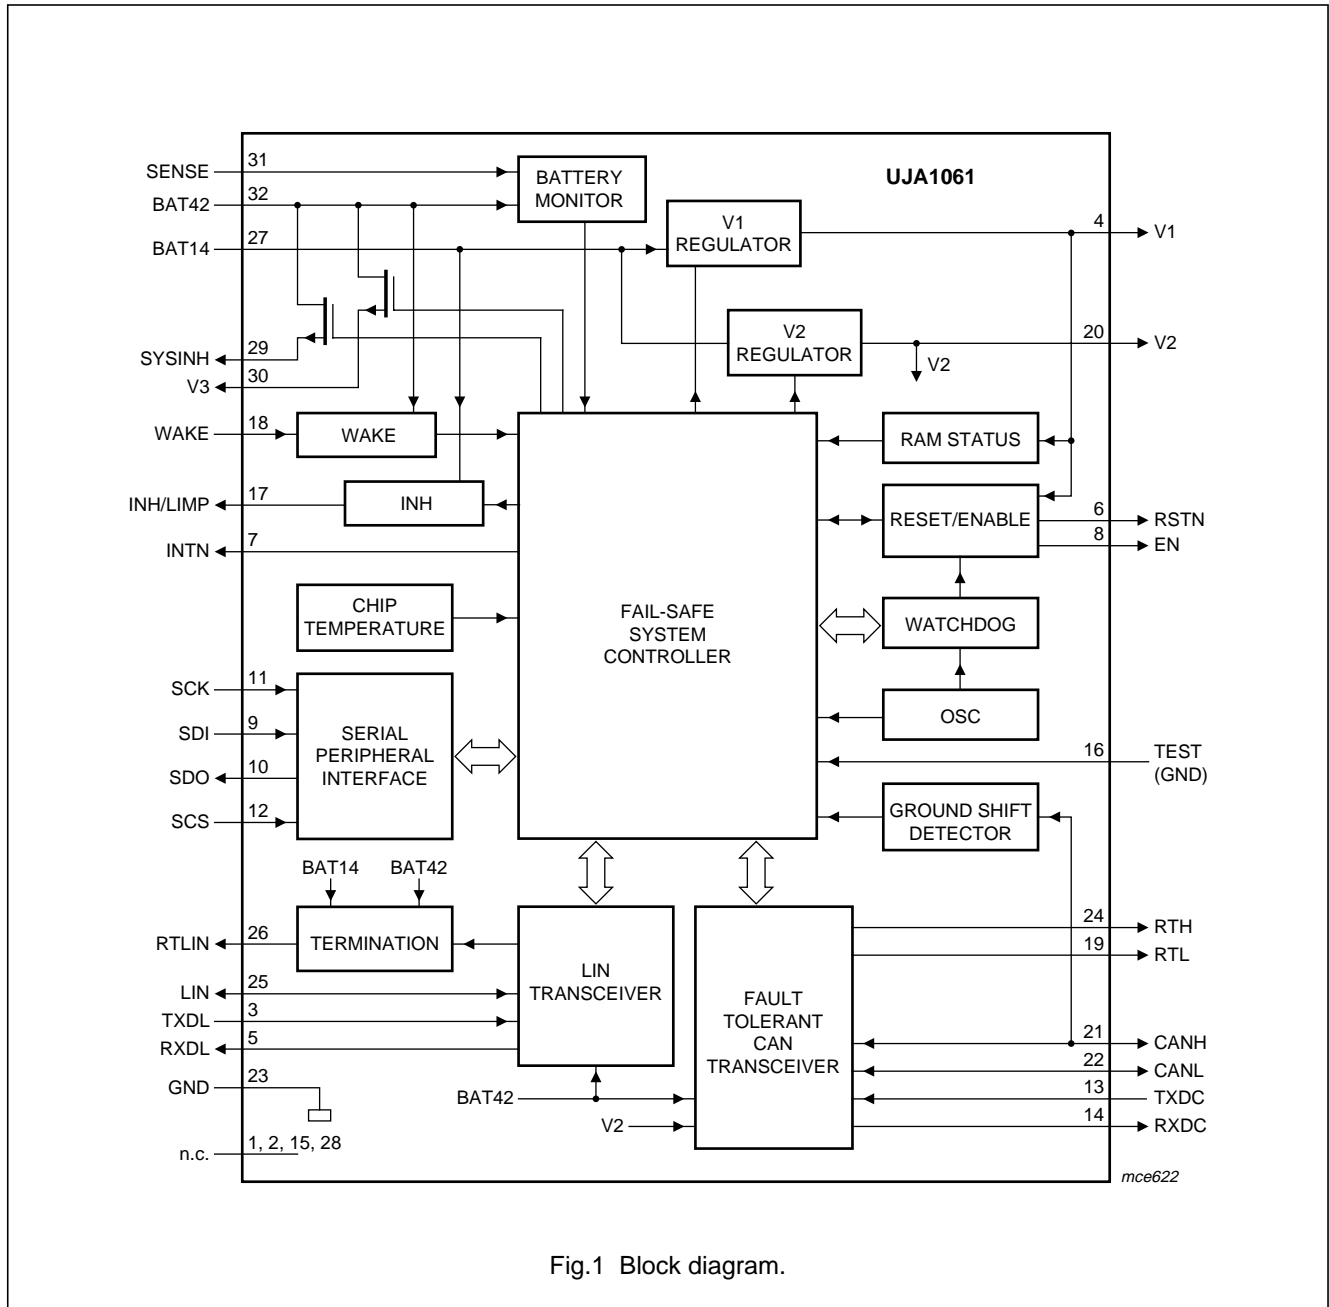 UJA1061
SENSE 31
BAT42 32
BAT14 27
BATTERY
MONITOR
V1
REGULATOR
4 V1
V2
REGULATOR
20 V2
V2
SYSINH 29
V3 30
WAKE 18
WAKE
RAM STATUS
INH/LIMP 17
INH
RESET/ENABLE
6 RSTN
8 EN
INTN 7
CHIP
TEMPERATURE
FAIL-SAFE
SYSTEM
CONTROLLER
WATCHDOG
OSC
SCK 11
SDI 9
SDO 10
SCS 12
SERIAL
PERIPHERAL
INTERFACE
16 TEST
(GND)
GROUND SHIFT
DETECTOR
BAT14 BAT42
RTLIN 26
TERMINATION
LIN 25
TXDL 3
RXDL 5
LIN
TRANSCEIVER
FAULT
TOLERANT
CAN
TRANSCEIVER
24 RTH
19 RTL
21 CANH
22 CANL
13 TXDC
14 RXDC
GND 23
BAT42
V2
n.c. 1, 2, 15, 28
mce622
Fig.1 Block diagram.